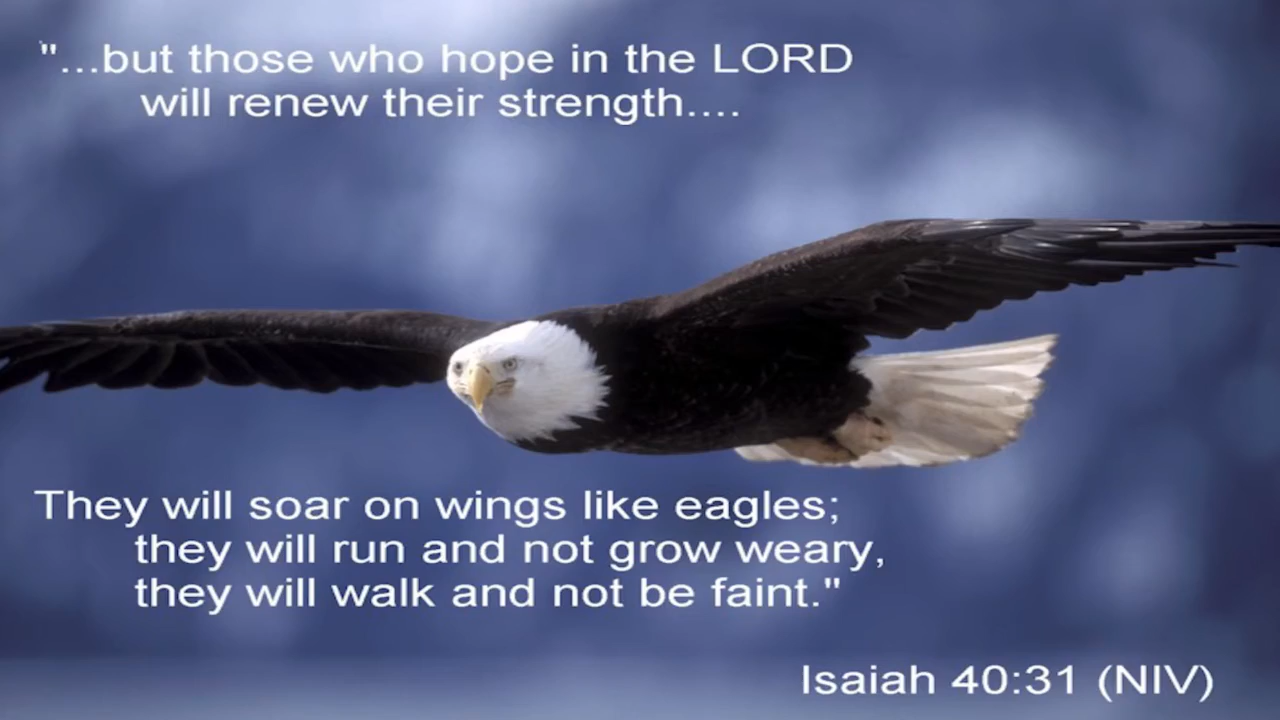 "...but those who hope in the LORD
will renew their strength....
They will soar on wings like eagles;
they will run and not grow weary,
they will walk and not be faint."
Isaiah 40:31 (NIV)